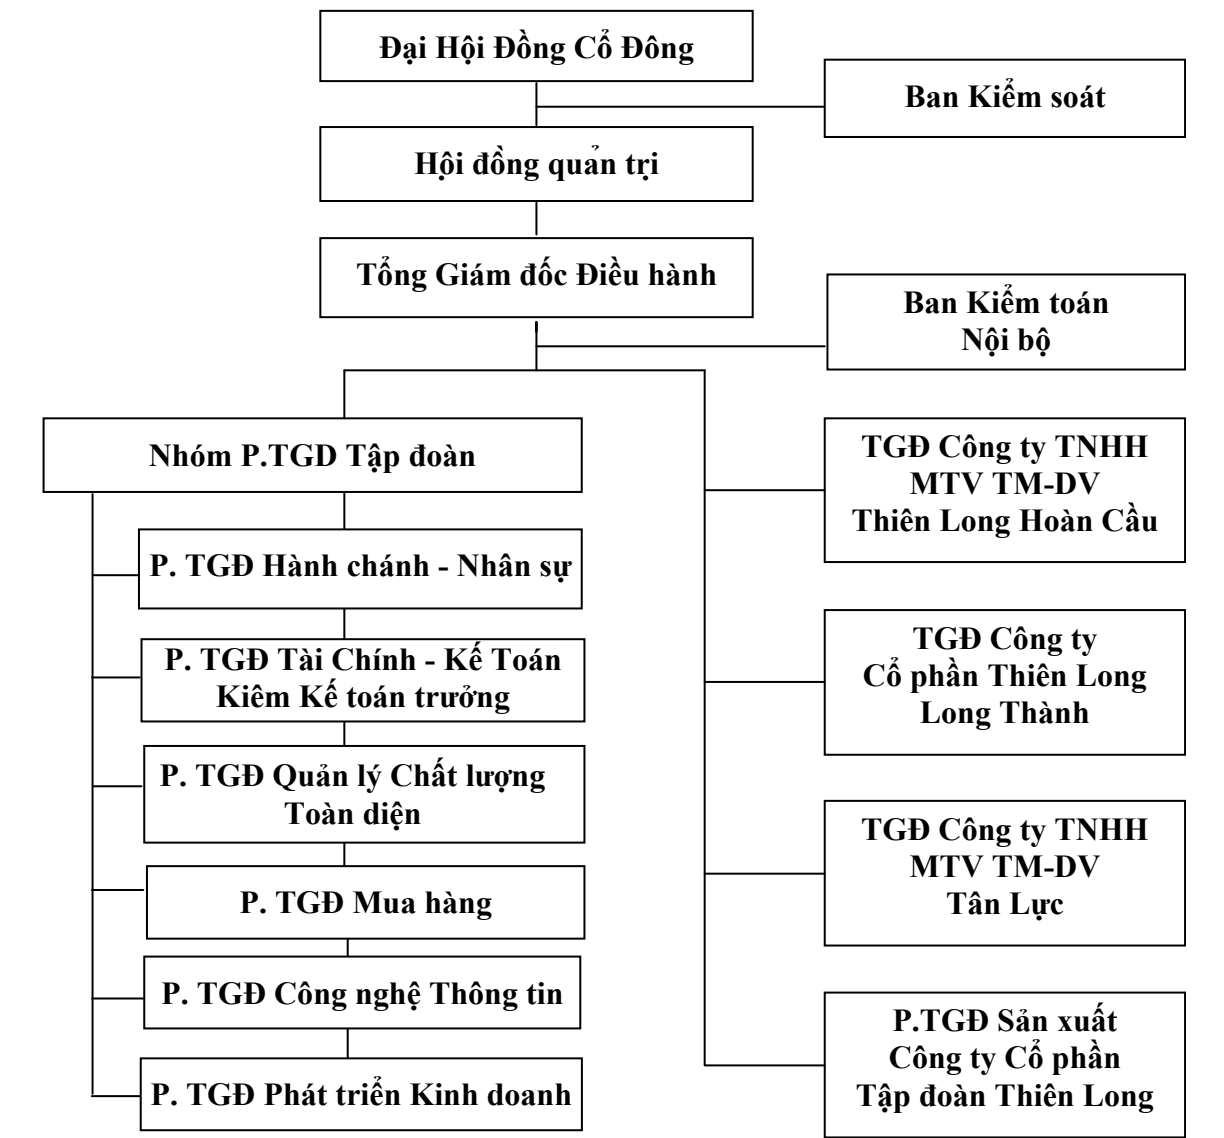 Đại Hội Đồng Cổ Đông
Ban Kiểm soát
Hội đồng quản trị
Tổng Giám đốc Điều hành
Ban Kiểm toán
Nội bộ
Nhóm P.TGD Tập đoàn
P. TGĐ Hành chánh - Nhân sự
P. TGĐ Tài Chính - Kế Toán
Kiêm Kế toán trưởng
P. TGĐ Quản lý Chất lượng
Toàn diện
P. TGĐ Mua hàng
P. TGĐ Công nghệ Thông tin
P. TGĐ Phát triển Kinh doanh
TGĐ Công ty TNHH
MTV TM-DV
Thiên Long Hoàn Cầu
TGĐ Công ty
Cổ phần Thiên Long
Long Thành
TGĐ Công ty TNHH
MTV TM-DV
Tân Lực
P.TGĐ Sản xuất
Công ty Cổ phần
Tập đoàn Thiên Long